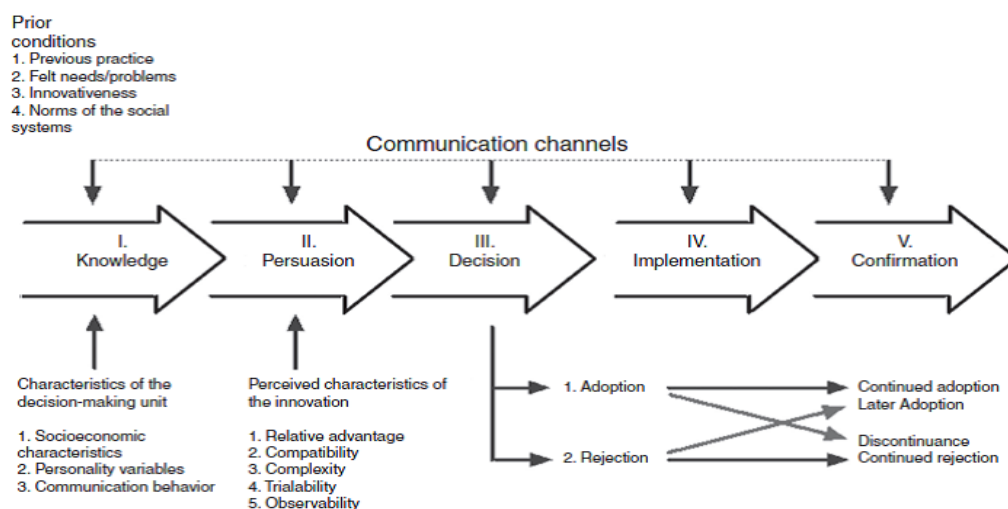 Prior
conditions
1. Previous practice
2. Felt needs/problems
3. Innovativeness
4. Norms of the social
systems
Communication channels
I.
Knowledge
II.
Persuasion
III.
Decision
IV.
Implementation
V.
Confirmation
Characteristics of the
decision-making unit
1. Socioeconomic
characteristics
2. Personality variables
3. Communication behavior
Perceived characteristics of
the innovation
1. Relative advantage
2. Compatibility
3. Complexity
4. Trialability
5. Observability
1. Adoption
2. Rejection
Continued adoption
Later Adoption
Discontinuance
Continued rejection